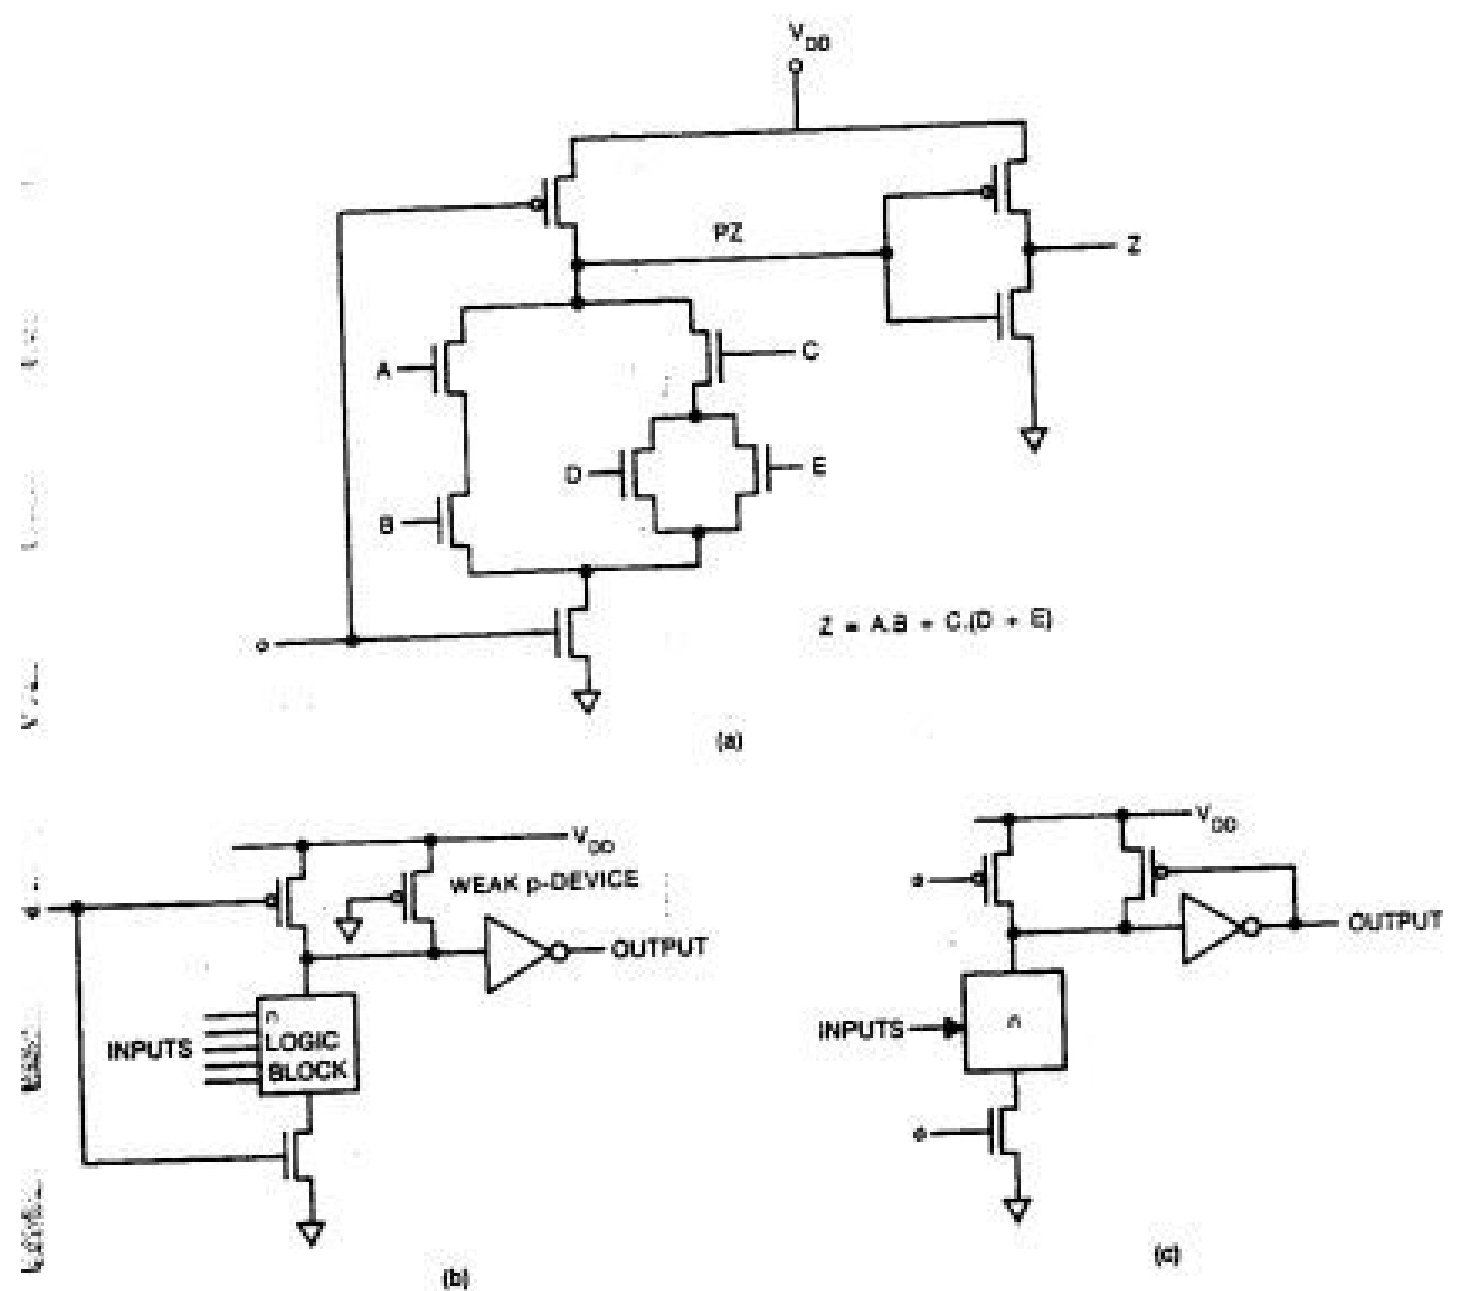 V_DD
PZ
Z
A
C
D
E
B
ϕ
Z = A.B + C.(D + E)
(a)
V_DD
WEAK p-DEVICE
ϕ
OUTPUT
INPUTS
n
LOGIC
BLOCK
(b)
V_DD
ϕ
OUTPUT
INPUTS
n
ϕ
(c)